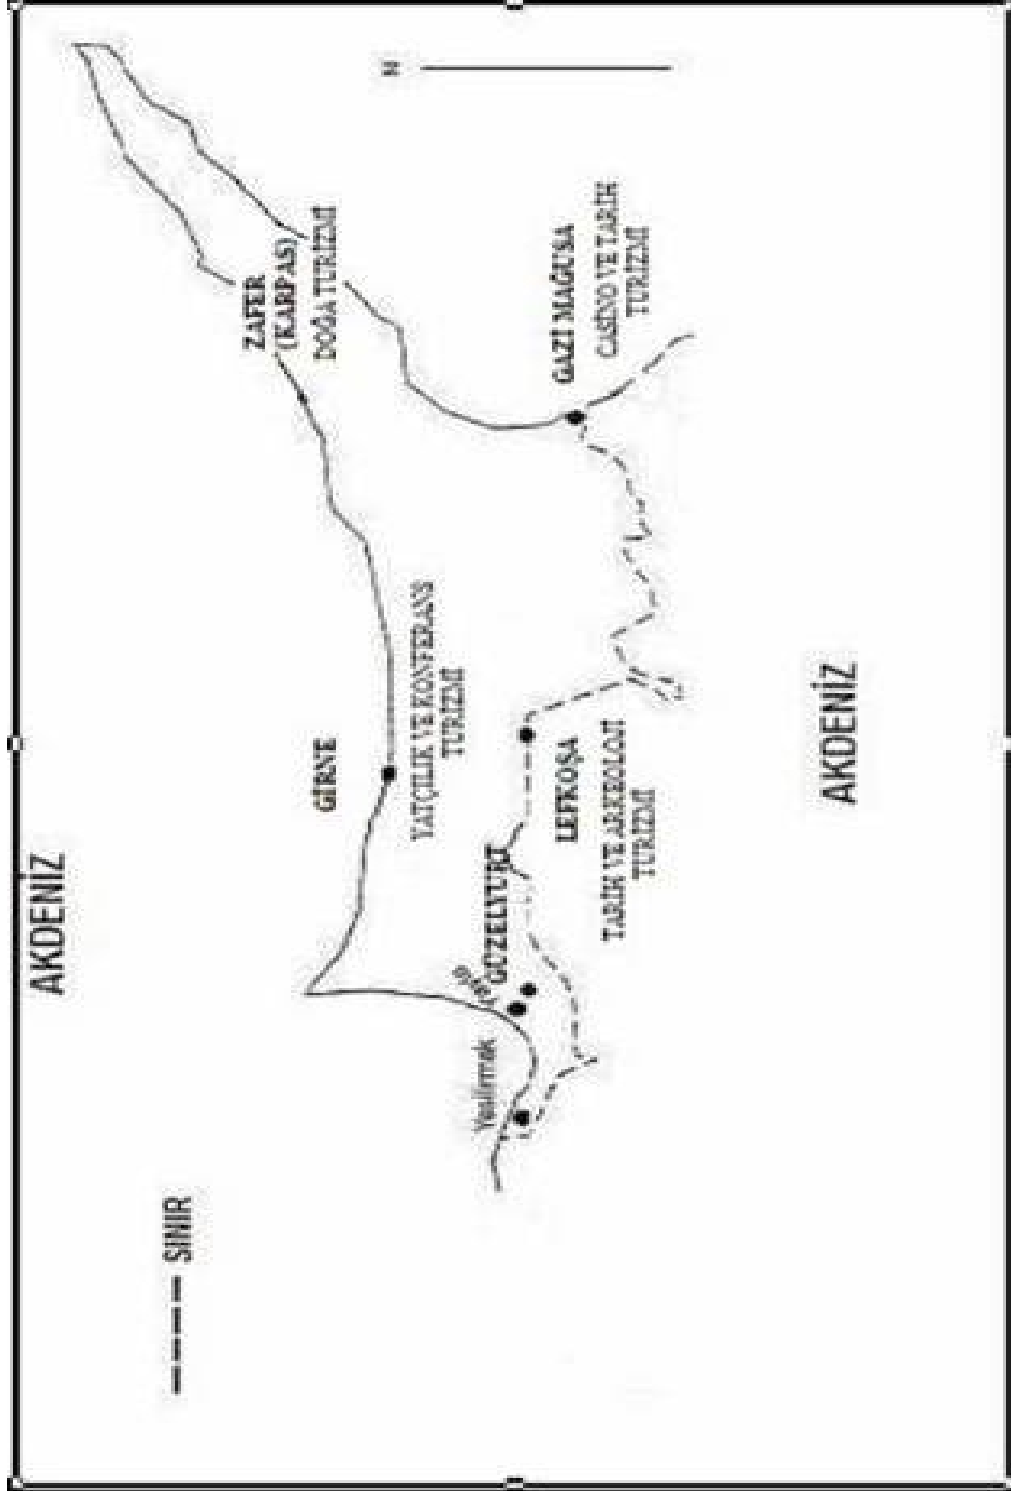 AKDENİZ
N
ZAFER
(KARPAS)
DOĞA TURİZMİ
GİRNE
YATÇILIK VE KONFERANS
TURİZMİ
GAZİ MAĞUSA
CASİNO VE TARİH
TURİZMİ
GÜZELYURT
Yeşilırmak
LEFKOŞA
TARİH VE ARKEOLOJİ
TURİZMİ
AKDENİZ
SINIR